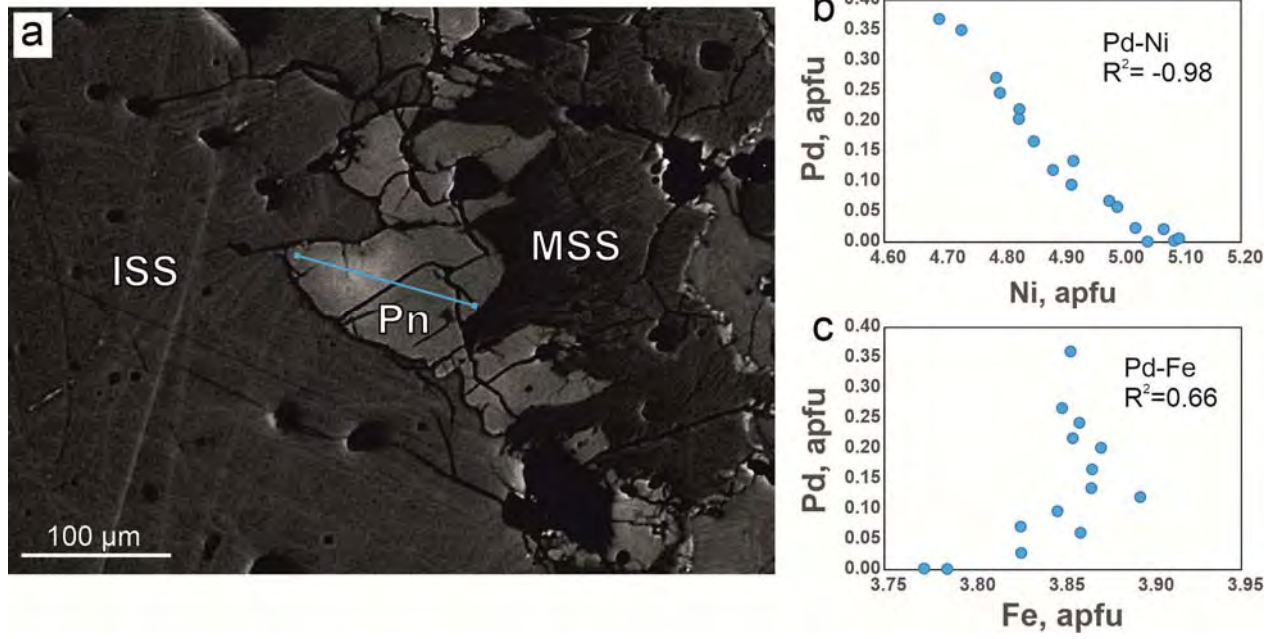 a
ISS
MSS
Pn
100 µm
b
0.40
0.35
0.30
0.25
0.20
0.15
0.10
0.05
0.00
Pd, apfu
Pd-Ni
R²= -0.98
4.60
4.70
4.80
4.90
5.00
5.10
5.20
Ni, apfu
c
0.40
0.35
0.30
0.25
0.20
0.15
0.10
0.05
0.00
Pd, apfu
Pd-Fe
R²=0.66
3.75
3.80
3.85
3.90
3.95
Fe, apfu